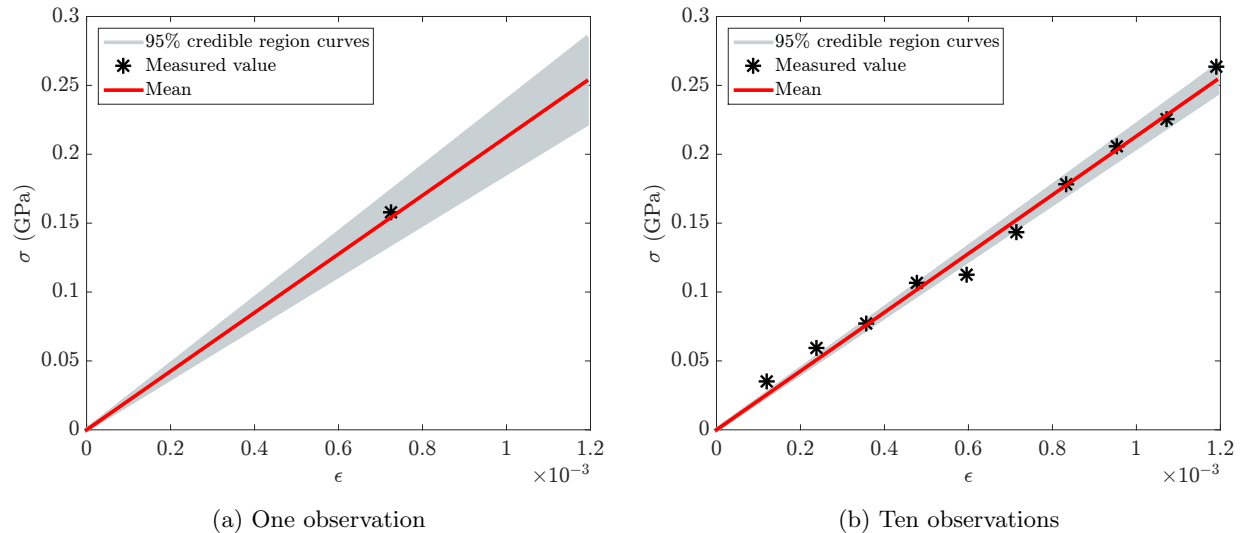 0.3
0.25
0.2
0.15
0.1
0.05
0
σ (GPa)
95% credible region curves
Measured value
Mean
0 0.2 0.4 0.6 0.8 1 1.2
ϵ ×10⁻³
(a) One observation
0.3
0.25
0.2
0.15
0.1
0.05
0
σ (GPa)
95% credible region curves
Measured value
Mean
0 0.2 0.4 0.6 0.8 1 1.2
ϵ ×10⁻³
(b) Ten observations